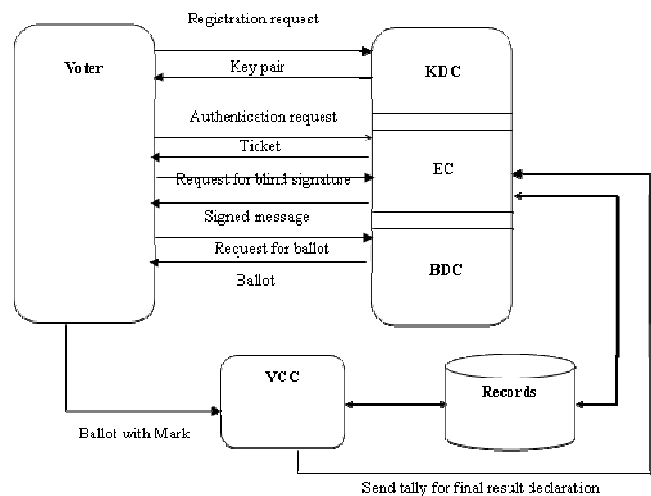 Registration request
Voter
Key pair
KDC
Authentication request
Ticket
Request for blind signature
EC
Signed message
Request for ballot
Ballot
BDC
VCC
Records
Ballot with Mark
Send tally for final result declaration